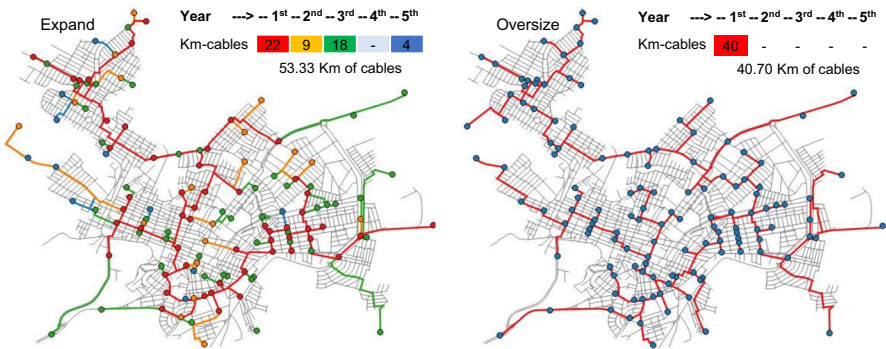 Expand
Year ---> -- 1st -- 2nd -- 3rd -- 4th -- 5th
Km-cables 22 9 18 - 4
53.33 Km of cables
Oversize
Year ---> -- 1st -- 2nd -- 3rd -- 4th -- 5th
Km-cables 40 - - - -
40.70 Km of cables